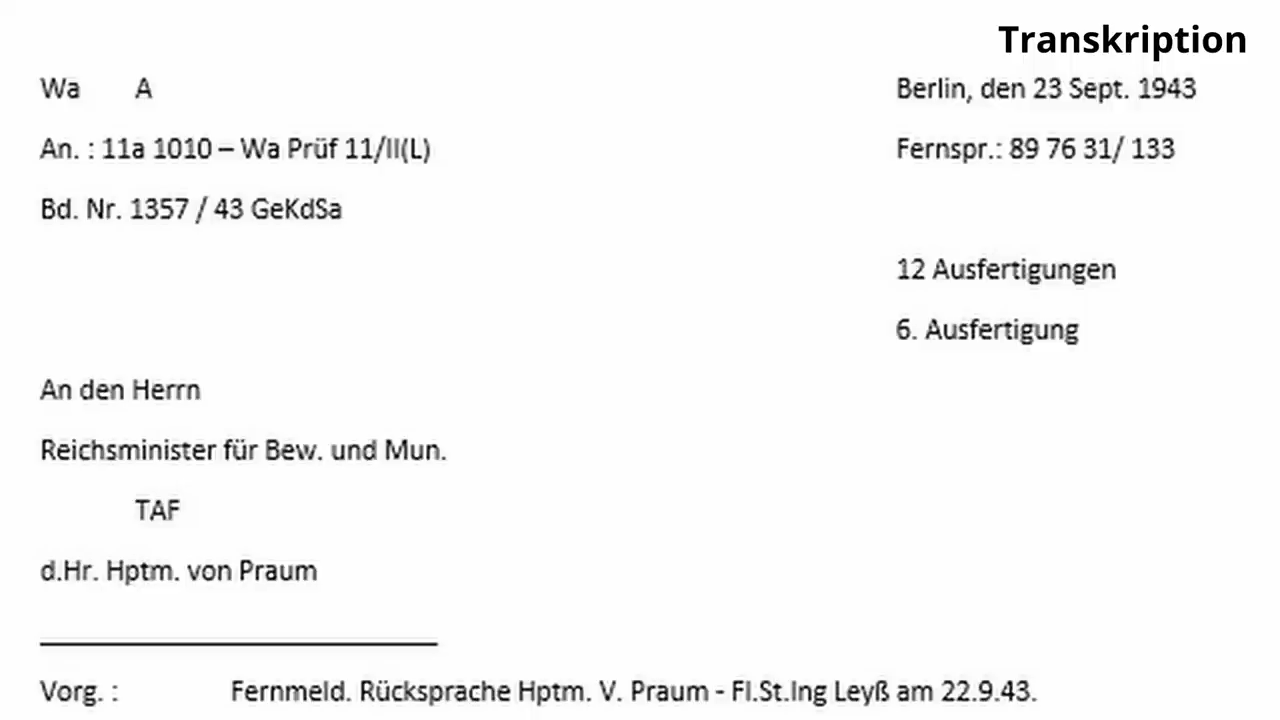 Transkription
Wa A
Berlin, den 23 Sept. 1943
An. : 11a 1010 – Wa Prüf 11/II(L)
Fernspr.: 89 76 31/ 133
Bd. Nr. 1357 / 43 GeKdSa
12 Ausfertigungen
6. Ausfertigung
An den Herrn
Reichsminister für Bew. und Mun.
TAF
d.Hr. Hptm. von Praum
Vorg. : Fernmeld. Rücksprache Hptm. V. Praum - Fl.St.Ing Leyß am 22.9.43.